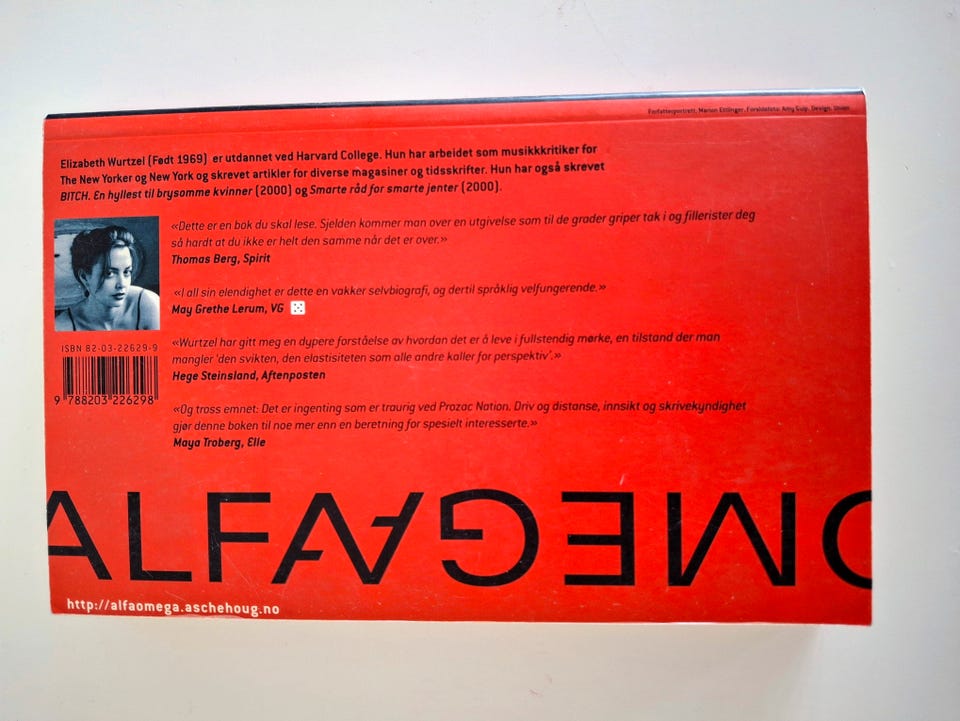 Forfatterportrett: Marion Ettlinger. Forsidefoto: Amy Guip. Design: Union
Elizabeth Wurtzel (Født 1969) er utdannet ved Harvard College. Hun har arbeidet som musikkkritiker for
The New Yorker og New York og skrevet artikler for diverse magasiner og tidsskrifter. Hun har også skrevet
BITCH. En hyllest til brysomme kvinner (2000) og Smarte råd for smarte jenter (2000).
«Dette er en bok du skal lese. Sjelden kommer man over en utgivelse som til de grader griper tak i og fillerister deg
så hardt at du ikke er helt den samme når det er over.»
Thomas Berg, Spirit
«I all sin elendighet er dette en vakker selvbiografi, og dertil språklig velfungerende.»
May Grethe Lerum, VG
«Wurtzel har gitt meg en dypere forståelse av hvordan det er å leve i fullstendig mørke, en tilstand der man
mangler 'den svikten, den elastisiteten som alle andre kaller for perspektiv'.»
Hege Steinsland, Aftenposten
«Og tross emnet: Det er ingenting som er traurig ved Prozac Nation. Driv og distanse, innsikt og skrivekyndighet
gjør denne boken til noe mer enn en beretning for spesielt interesserte.»
Maya Troberg, Elle
ISBN 82-03-22629-9
9 788203 226298
ALFA OMEGA
http://alfaomega.aschehoug.no